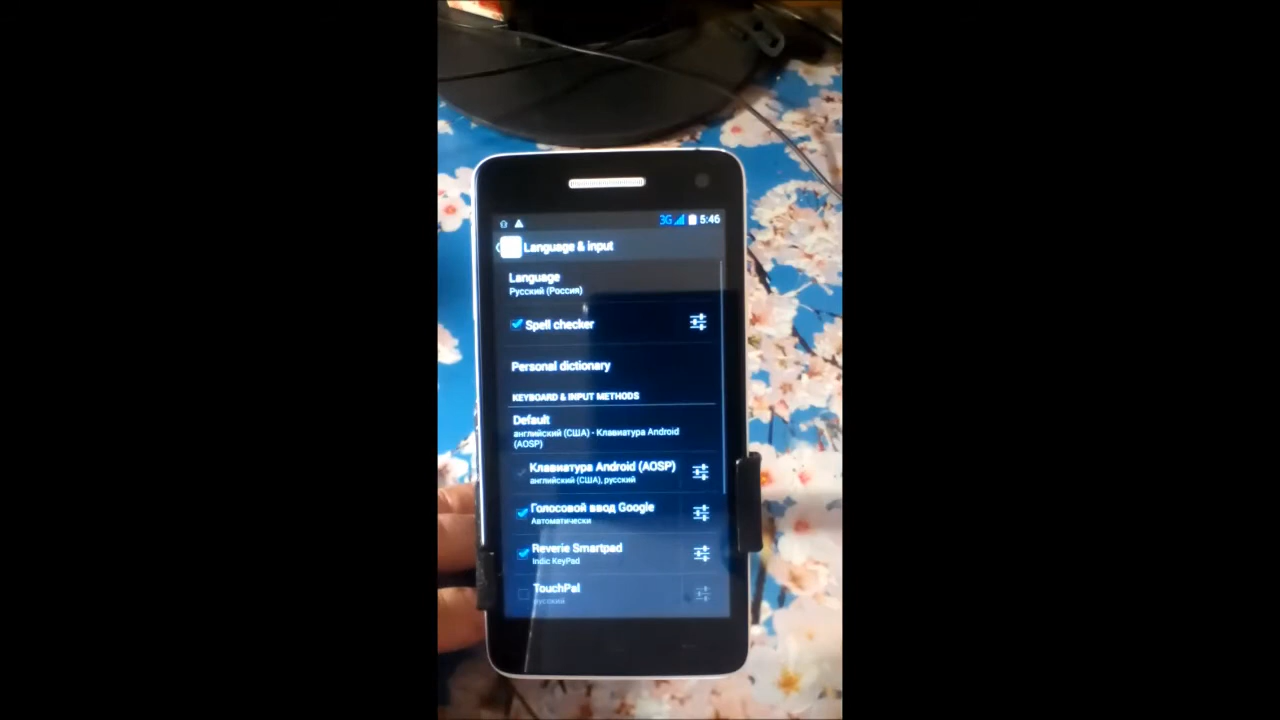 3G 5:46
Language & input
Language
Русский (Россия)
Spell checker
Personal dictionary
KEYBOARD & INPUT METHODS
Default
английский (США) - Клавиатура Android
(AOSP)
Клавиатура Android (AOSP)
английский (США), русский
Голосовой ввод Google
Автоматически
Reverie Smartpad
Indic KeyPad
TouchPal
русский